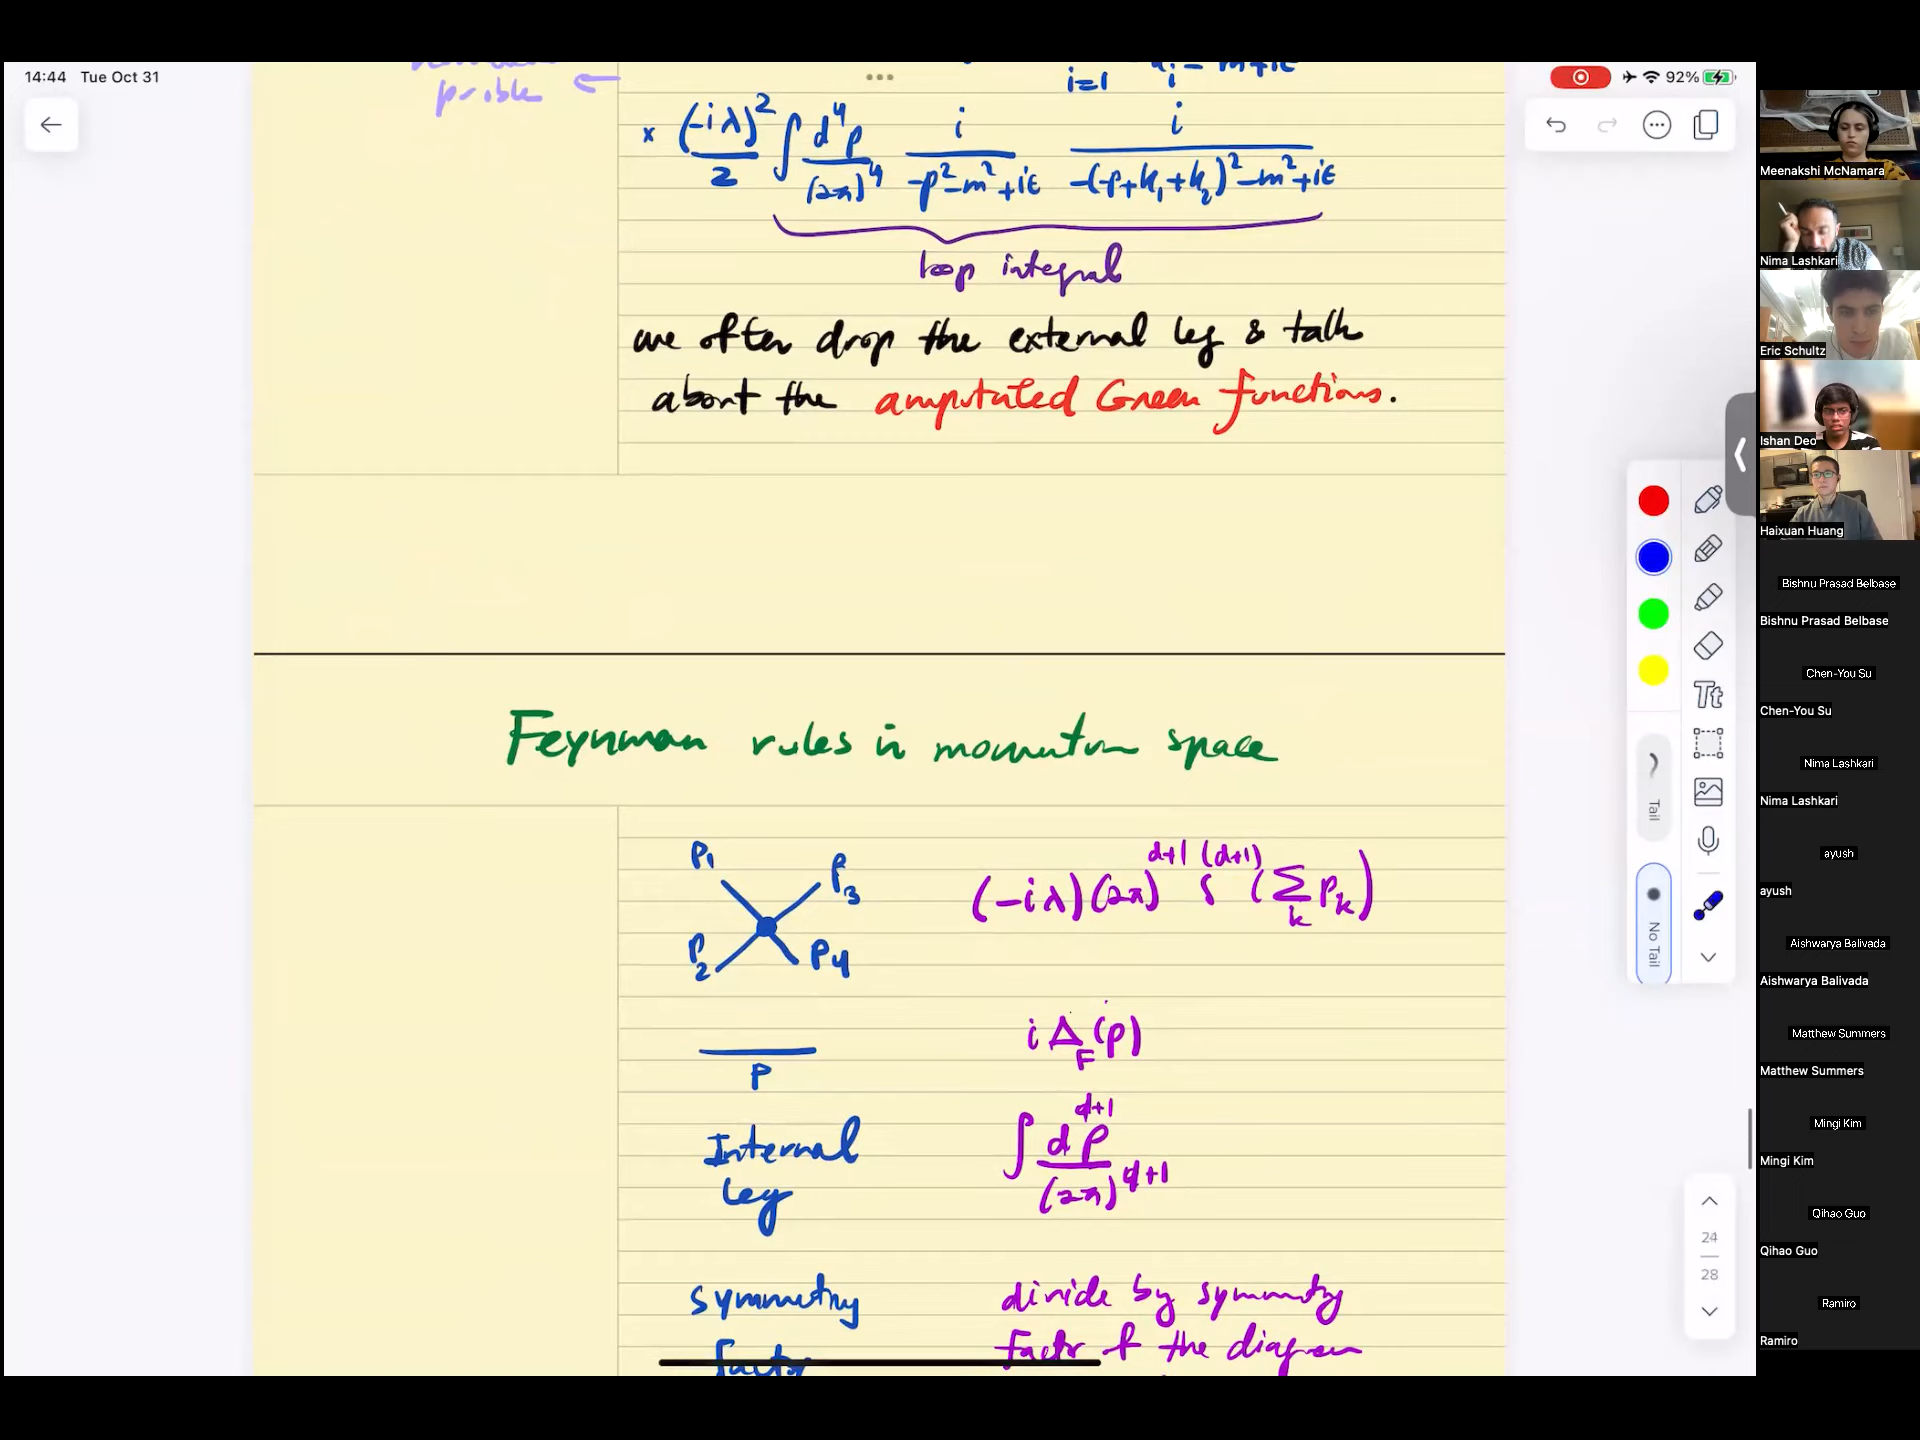 14:44 Tue Oct 31
92%
i=1
× (-iλ)²/2 ∫ d⁴p/(2π)⁴ i/(-p²-m²+iε) i/(-(p+k₁+k₂)²-m²+iε)
loop integral
we often drop the external leg & talk
about the amputated Green functions.
Feynman rules in momentum space
p₁ p₃ (-iλ)(2π)^{d+1} δ^{(d+1)}(∑_k p_k)
p₂ p₄
p iΔ_F(p)
Internal ∫ d^{d+1}p/(2π)^{d+1}
leg
symmetry divide by symmetry
factor factor of the diagram
Tt
Tail
No Tail
24
28
Meenakshi McNamara
Nima Lashkari
Eric Schultz
Ishan Deo
Haixuan Huang
Bishnu Prasad Belbase
Bishnu Prasad Belbase
Chen-You Su
Chen-You Su
Nima Lashkari
Nima Lashkari
ayush
ayush
Aishwarya Balivada
Aishwarya Balivada
Matthew Summers
Matthew Summers
Mingi Kim
Mingi Kim
Qihao Guo
Qihao Guo
Ramiro
Ramiro